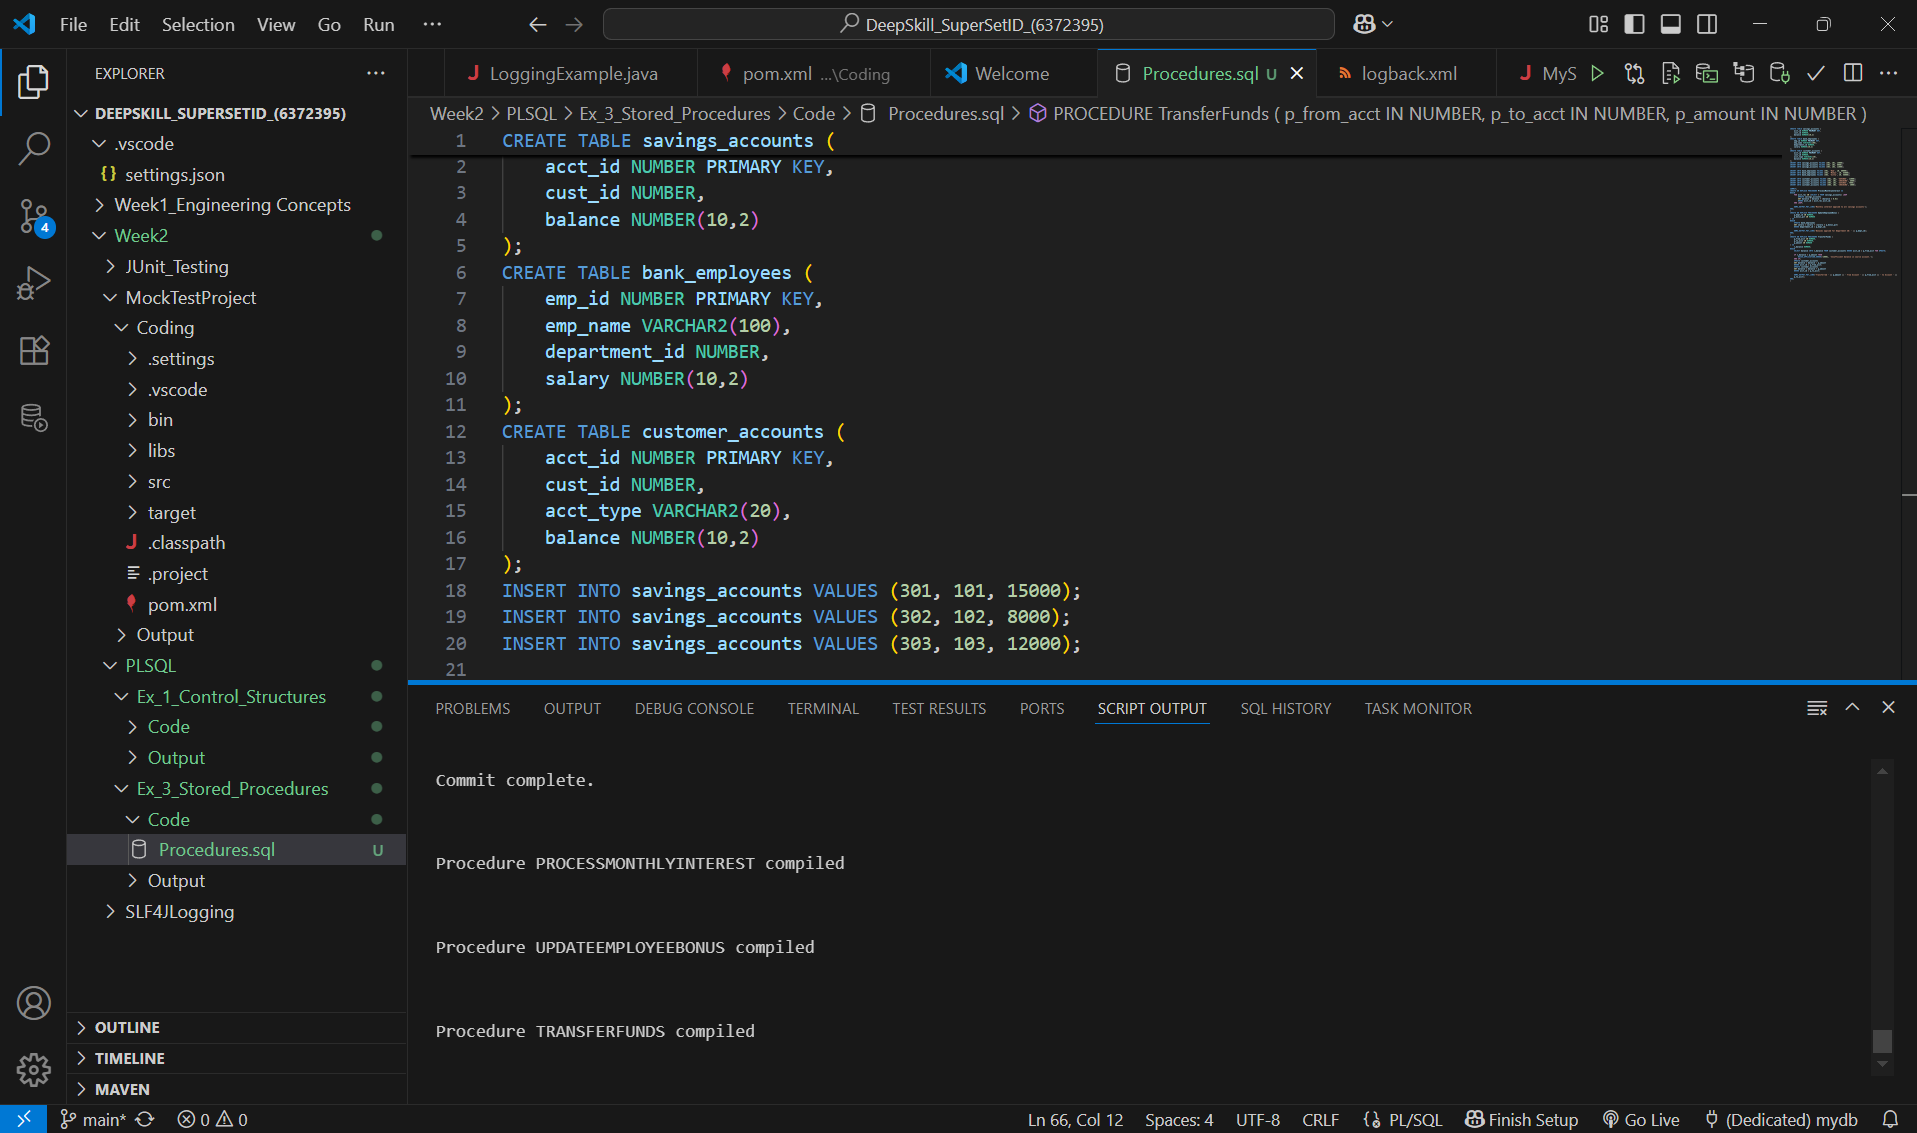 File Edit Selection View Go Run ···
DeepSkill_SuperSetID_(6372395)
EXPLORER
DEEPSKILL_SUPERSETID_(6372395)
.vscode
settings.json
Week1_Engineering Concepts
Week2
JUnit_Testing
MockTestProject
Coding
.settings
.vscode
bin
libs
src
target
.classpath
.project
pom.xml
Output
PLSQL
Ex_1_Control_Structures
Code
Output
Ex_3_Stored_Procedures
Code
Procedures.sql U
Output
SLF4JLogging
OUTLINE
TIMELINE
MAVEN
4
LoggingExample.java
pom.xml ...\Coding
Welcome
Procedures.sql U
logback.xml
MyS
Week2 > PLSQL > Ex_3_Stored_Procedures > Code > Procedures.sql > PROCEDURE TransferFunds ( p_from_acct IN NUMBER, p_to_acct IN NUMBER, p_amount IN NUMBER )
1 CREATE TABLE savings_accounts (
2 acct_id NUMBER PRIMARY KEY,
3 cust_id NUMBER,
4 balance NUMBER(10,2)
5 );
6 CREATE TABLE bank_employees (
7 emp_id NUMBER PRIMARY KEY,
8 emp_name VARCHAR2(100),
9 department_id NUMBER,
10 salary NUMBER(10,2)
11 );
12 CREATE TABLE customer_accounts (
13 acct_id NUMBER PRIMARY KEY,
14 cust_id NUMBER,
15 acct_type VARCHAR2(20),
16 balance NUMBER(10,2)
17 );
18 INSERT INTO savings_accounts VALUES (301, 101, 15000);
19 INSERT INTO savings_accounts VALUES (302, 102, 8000);
20 INSERT INTO savings_accounts VALUES (303, 103, 12000);
21
PROBLEMS OUTPUT DEBUG CONSOLE TERMINAL TEST RESULTS PORTS SCRIPT OUTPUT SQL HISTORY TASK MONITOR
Commit complete.
Procedure PROCESSMONTHLYINTEREST compiled
Procedure UPDATEEMPLOYEEBONUS compiled
Procedure TRANSFERFUNDS compiled
main* 0 0 Ln 66, Col 12 Spaces: 4 UTF-8 CRLF PL/SQL Finish Setup Go Live (Dedicated) mydb